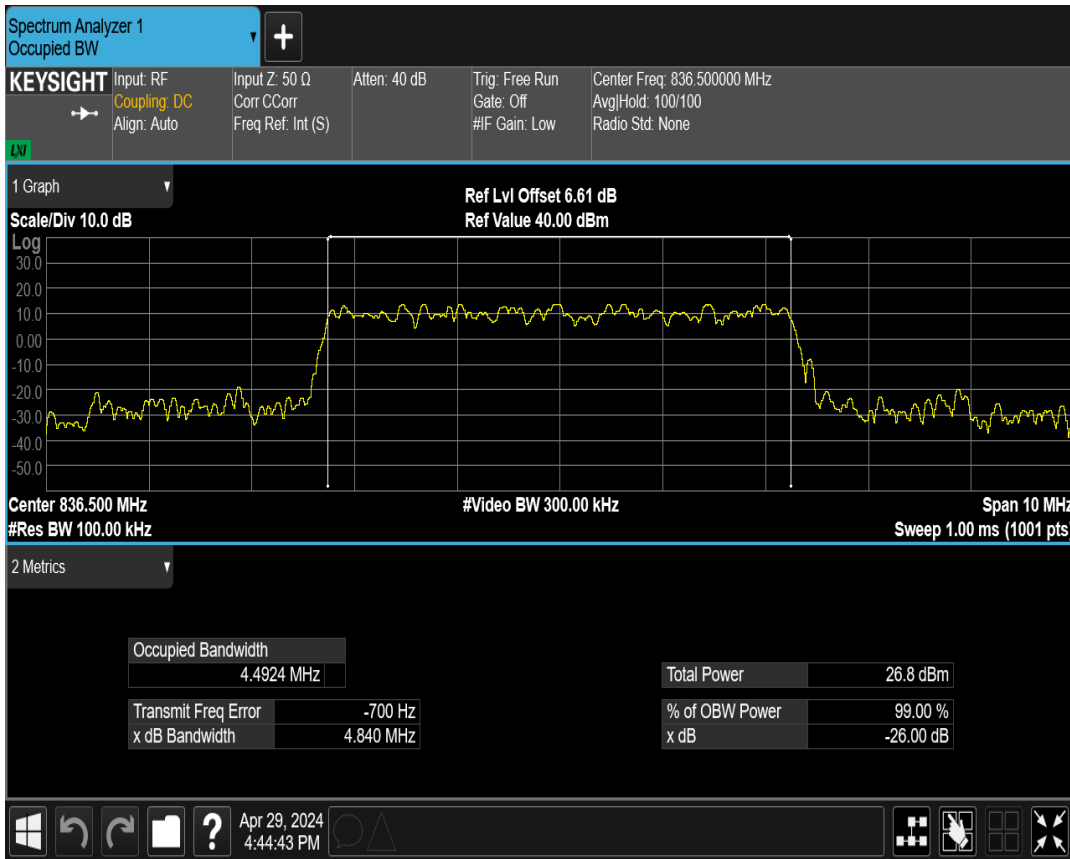 Spectrum Analyzer 1
Occupied BW
+
KEYSIGHT
LXI
Input: RF
Coupling: DC
Align: Auto
Input Z: 50 Ω
Corr CCorr
Freq Ref: Int (S)
Atten: 40 dB
Trig: Free Run
Gate: Off
#IF Gain: Low
Center Freq: 836.500000 MHz
Avg|Hold: 100/100
Radio Std: None
1 Graph
Scale/Div 10.0 dB
Ref Lvl Offset 6.61 dB
Ref Value 40.00 dBm
Log
30.0
20.0
10.0
0.00
-10.0
-20.0
-30.0
-40.0
-50.0
Center 836.500 MHz
#Video BW 300.00 kHz
Span 10 MHz
#Res BW 100.00 kHz
Sweep 1.00 ms (1001 pts)
2 Metrics
Occupied Bandwidth
4.4924 MHz
Total Power 26.8 dBm
Transmit Freq Error -700 Hz
% of OBW Power 99.00 %
x dB Bandwidth 4.840 MHz
x dB -26.00 dB
?
Apr 29, 2024
4:44:43 PM